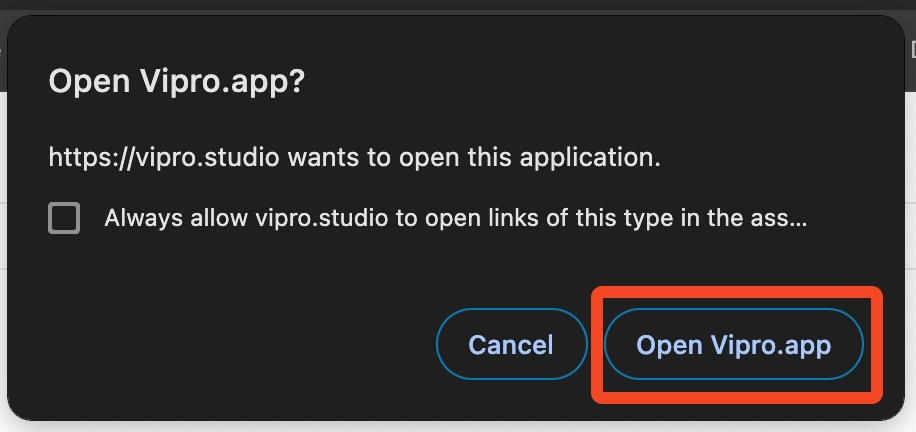 Open Vipro.app?
https://vipro.studio wants to open this application.
Always allow vipro.studio to open links of this type in the ass...
Cancel
Open Vipro.app